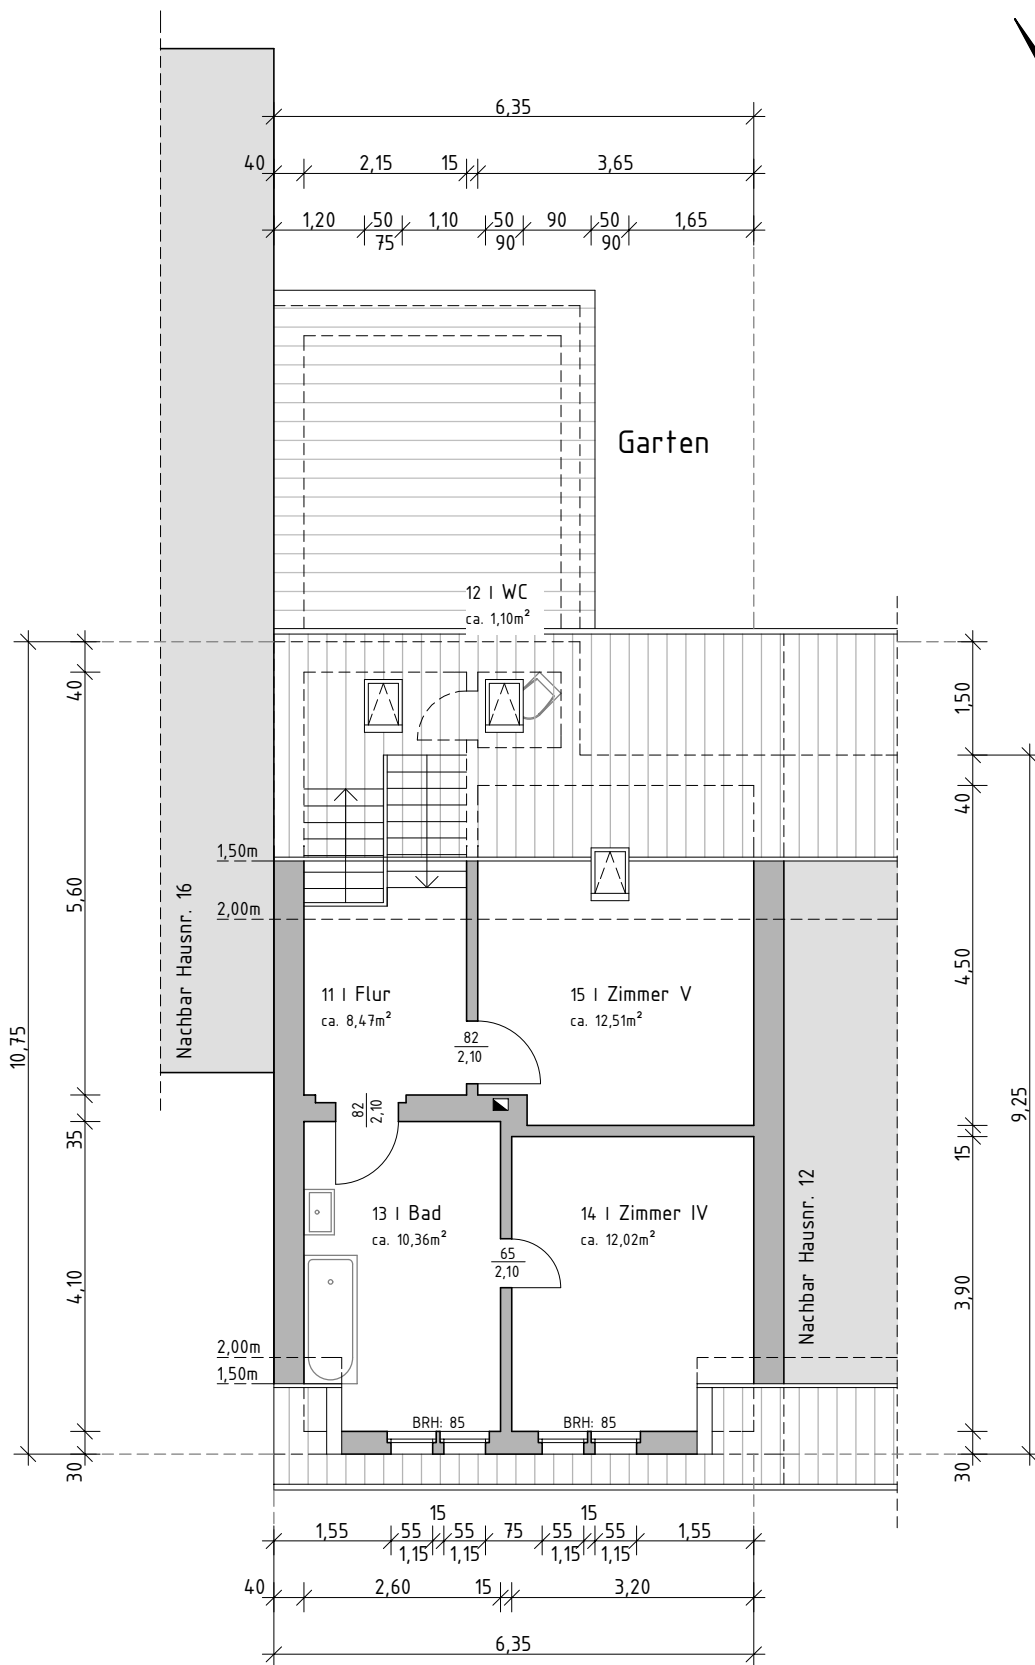 6,35
40 2,15 15 3,65
1,20 50 1,10 50 90 50 1,65
75 90 90
Garten
12 | WC
ca. 1,10m²
40
1,50
40
1,50m
5,60
Nachbar Hausnr. 16
2,00m
4,50
11 | Flur
ca. 8,47m²
15 | Zimmer V
ca. 12,51m²
10,75
82
2,10
82
2,10
9,25
35
15
Nachbar Hausnr. 12
13 | Bad
ca. 10,36m²
14 | Zimmer IV
ca. 12,02m²
65
2,10
4,10
3,90
2,00m
1,50m
BRH: 85 BRH: 85
30
30
15 15
1,55 55 55 75 55 55 1,55
1,15 1,15 1,15 1,15
40 2,60 15 3,20
6,35